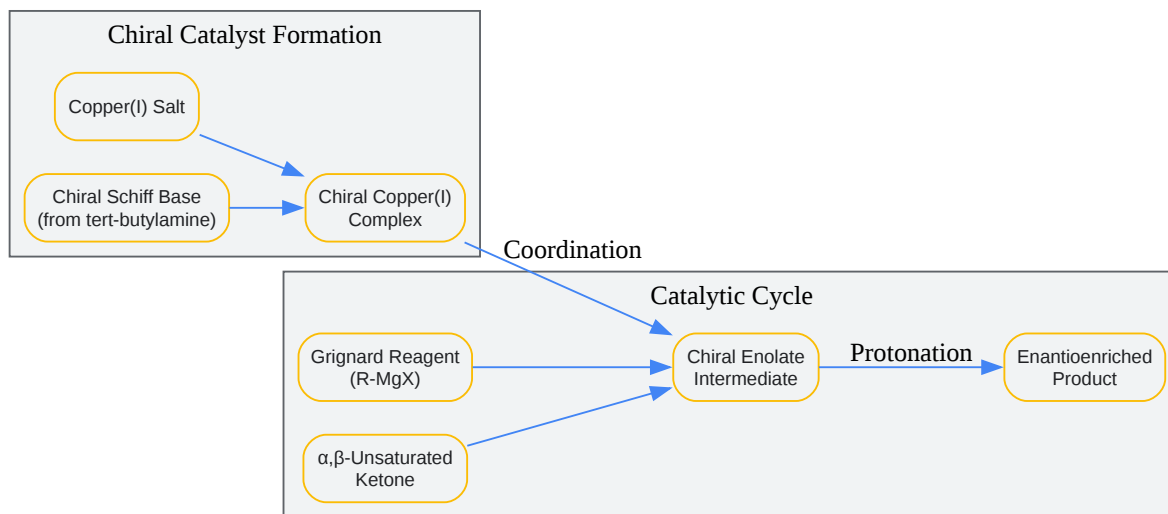 Chiral Catalyst Formation
Copper(I) Salt
Chiral Schiff Base
(from tert-butylamine)
Chiral Copper(I)
Complex
Coordination
Catalytic Cycle
Grignard Reagent
(R-MgX)
α,β-Unsaturated
Ketone
Chiral Enolate
Intermediate
Protonation
Enantioenriched
Product